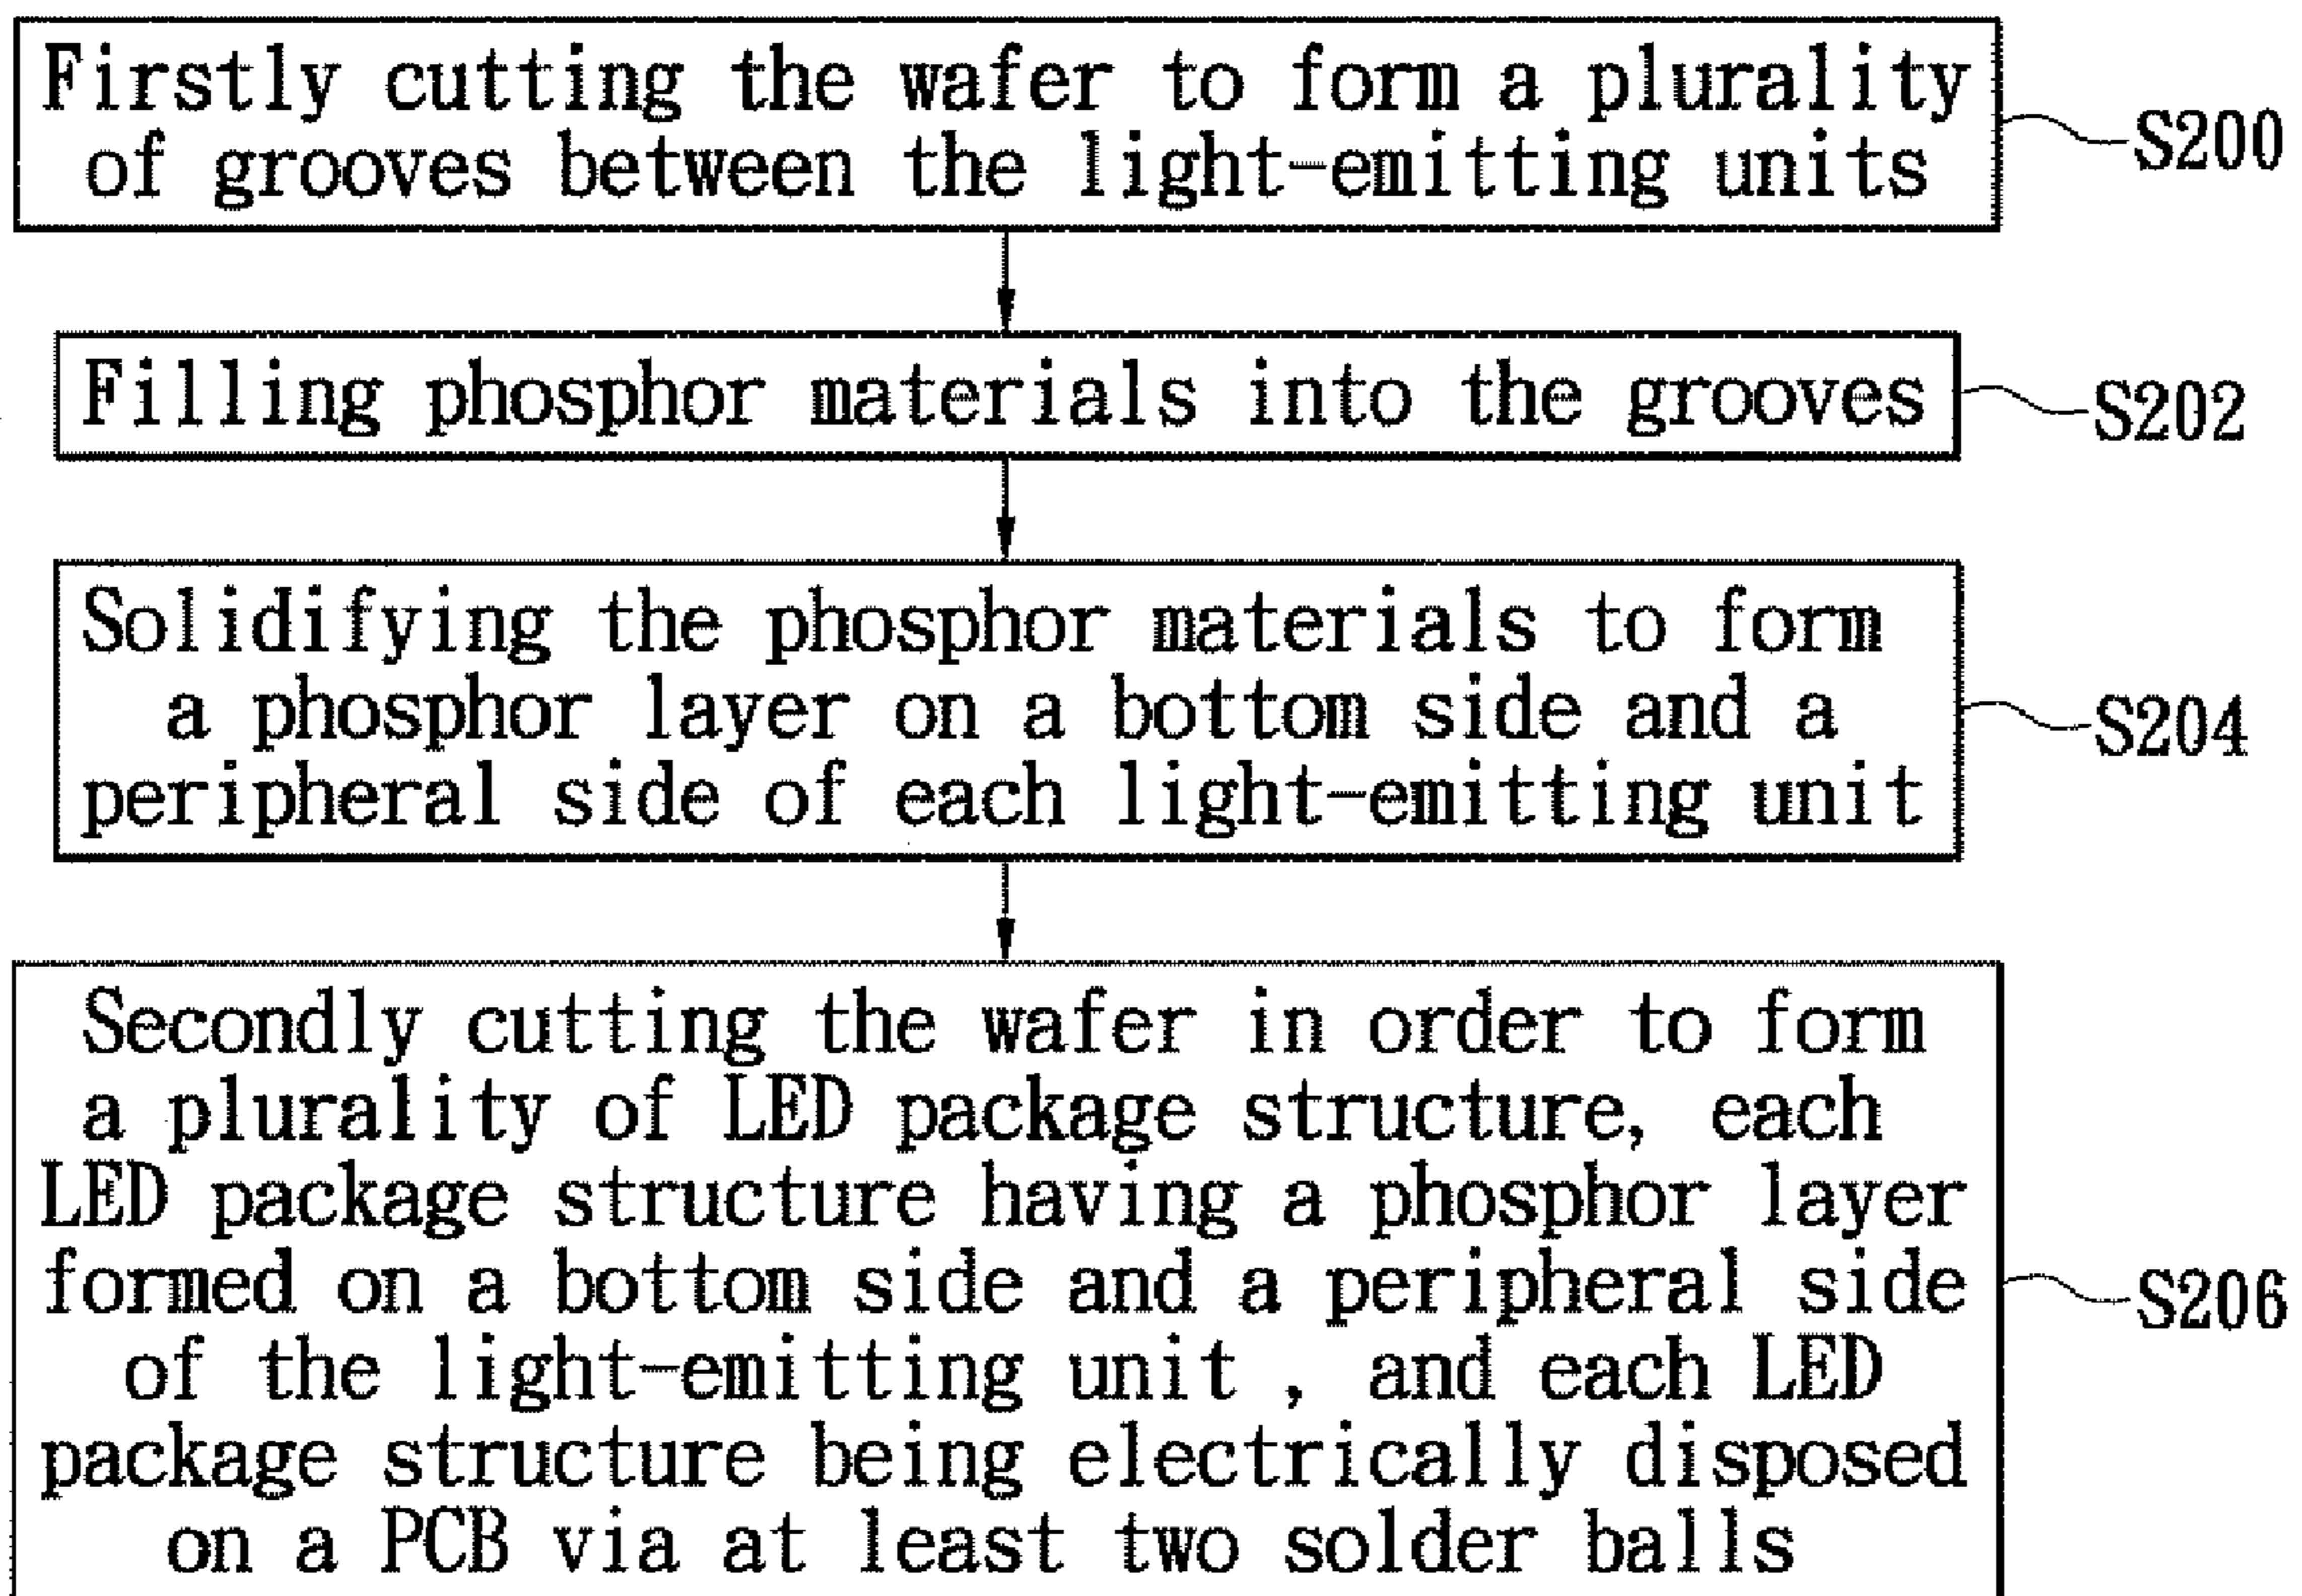 Firstly cutting the wafer to form a plurality
of grooves between the light-emitting units
S200
Filling phosphor materials into the grooves
S202
Solidifying the phosphor materials to form
a phosphor layer on a bottom side and a
peripheral side of each light-emitting unit
S204
Secondly cutting the wafer in order to form
a plurality of LED package structure, each
LED package structure having a phosphor layer
formed on a bottom side and a peripheral side
of the light-emitting unit , and each LED
package structure being electrically disposed
on a PCB via at least two solder balls
S206